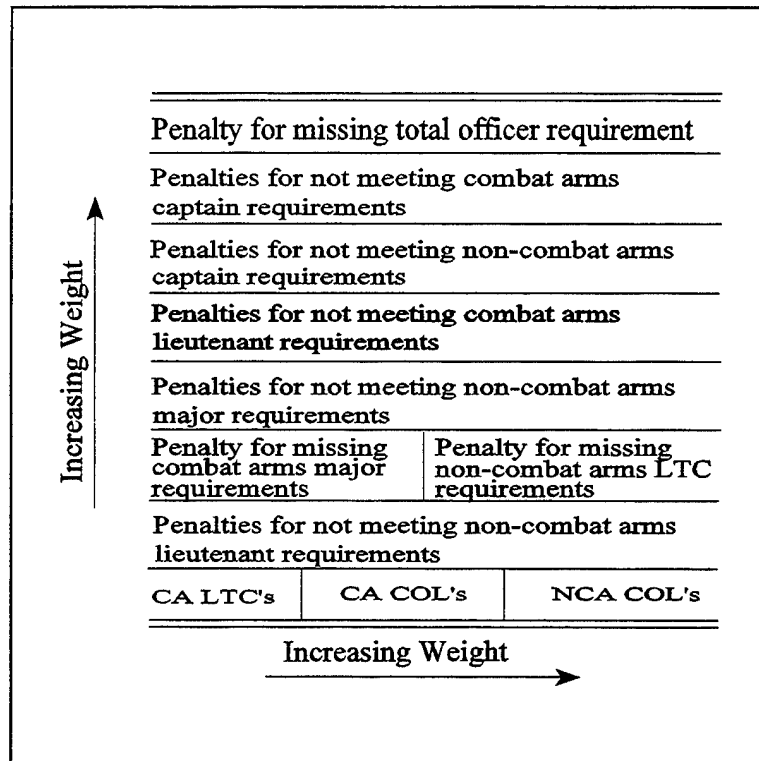 Penalty for missing total officer requirement
Penalties for not meeting combat arms
captain requirements
Penalties for not meeting non-combat arms
captain requirements
Penalties for not meeting combat arms
lieutenant requirements
Penalties for not meeting non-combat arms
major requirements
Penalty for missing
combat arms major
requirements
Penalty for missing
non-combat arms LTC
requirements
Penalties for not meeting non-combat arms
lieutenant requirements
CA LTC's
CA COL's
NCA COL's
Increasing Weight
Increasing Weight